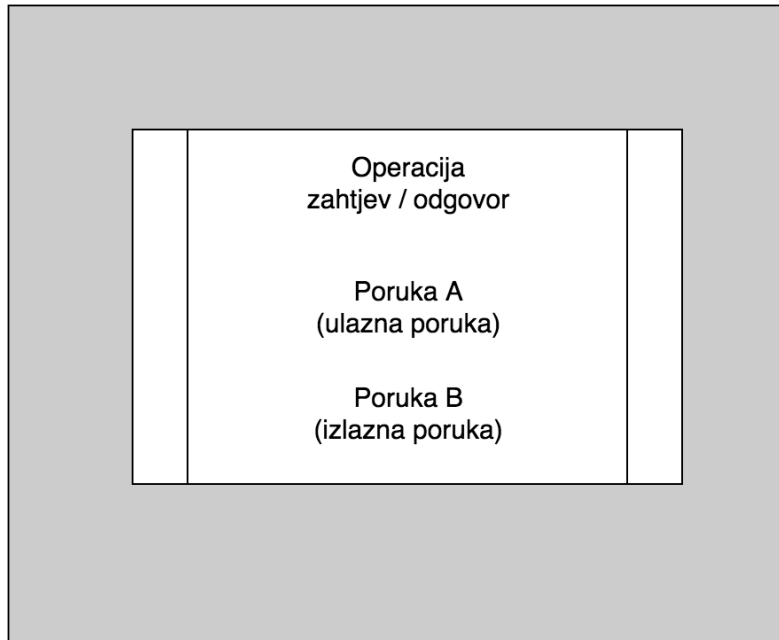 Operacija
zahtjev / odgovor
Poruka A
(ulazna poruka)
Poruka B
(izlazna poruka)